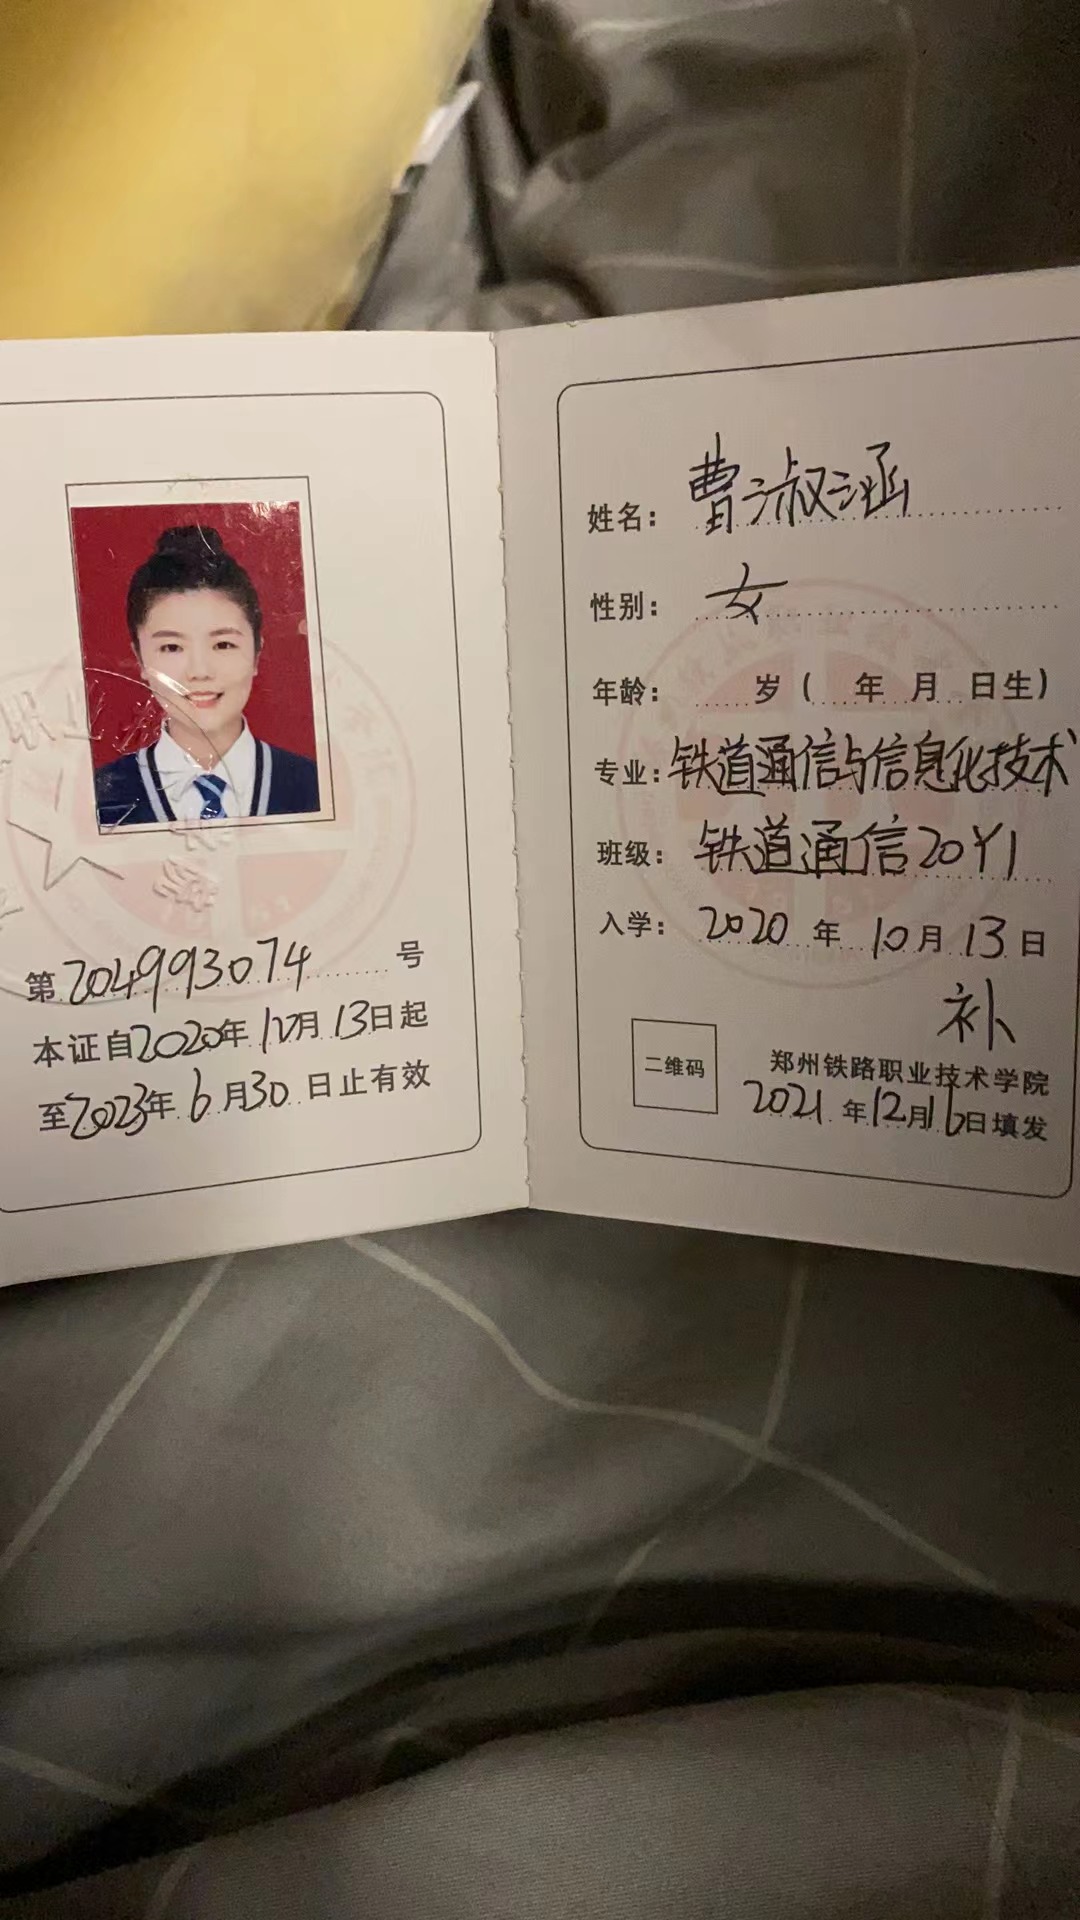 第204993074号
本证自2020年10月13日起
至2023年6月30日止有效
姓名：曹淑涵
性别：女
年龄： 岁（ 年 月 日生）
专业：铁道通信与信息化技术
班级：铁道通信20Y1
入学：2020年10月13日
补
二维码
郑州铁路职业技术学院
2021年12月16日填发